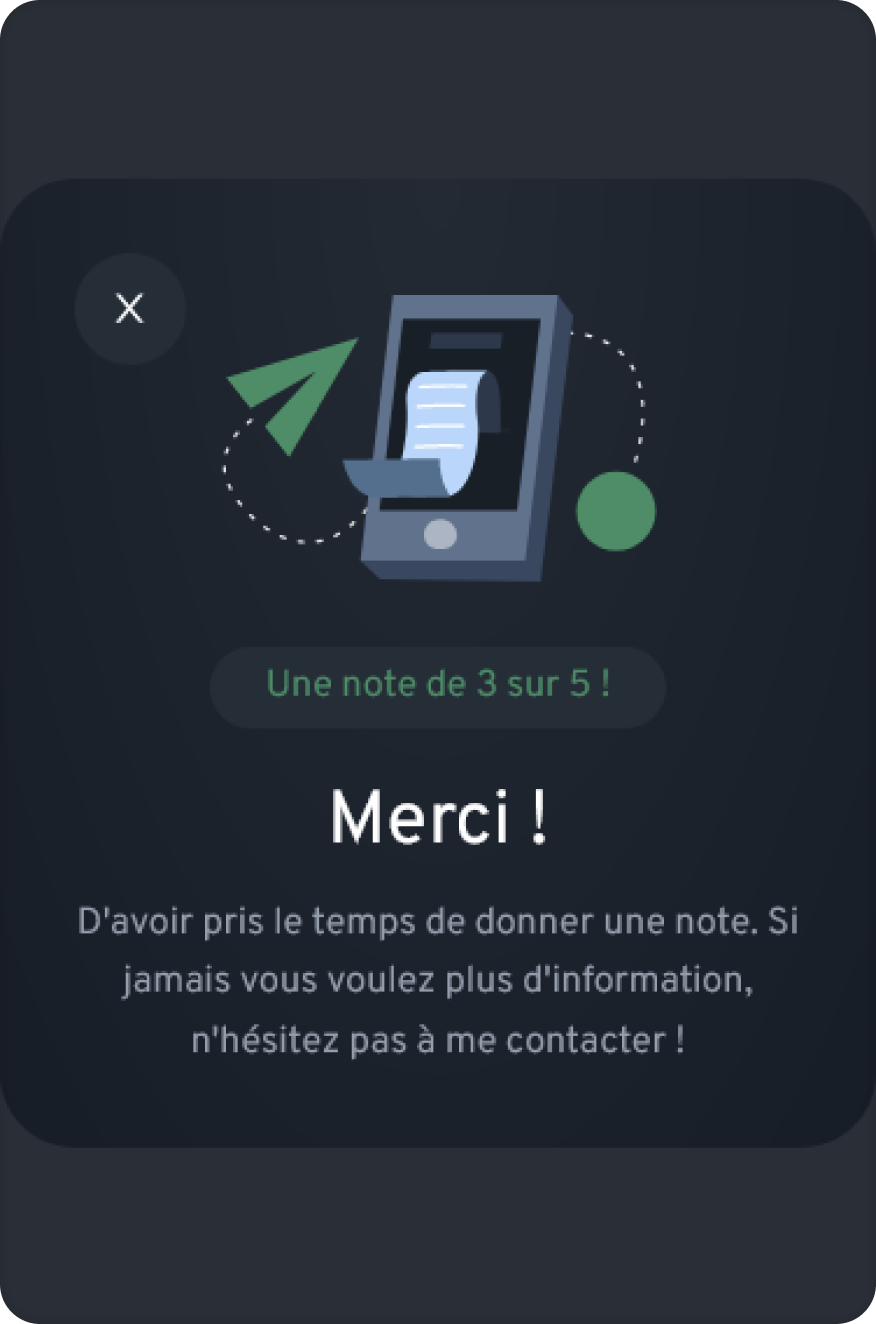 X
Une note de 3 sur 5 !
Merci !
D'avoir pris le temps de donner une note. Si
jamais vous voulez plus d'information,
n'hésitez pas à me contacter !